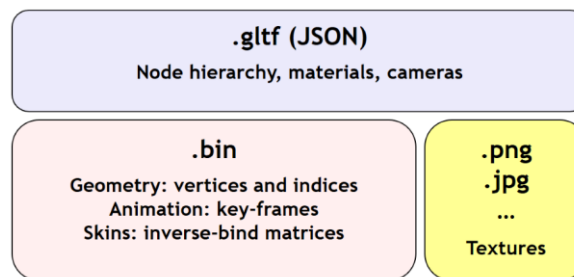 .gltf (JSON)
Node hierarchy, materials, cameras
.bin
Geometry: vertices and indices
Animation: key-frames
Skins: inverse-bind matrices
.png
.jpg
...
Textures